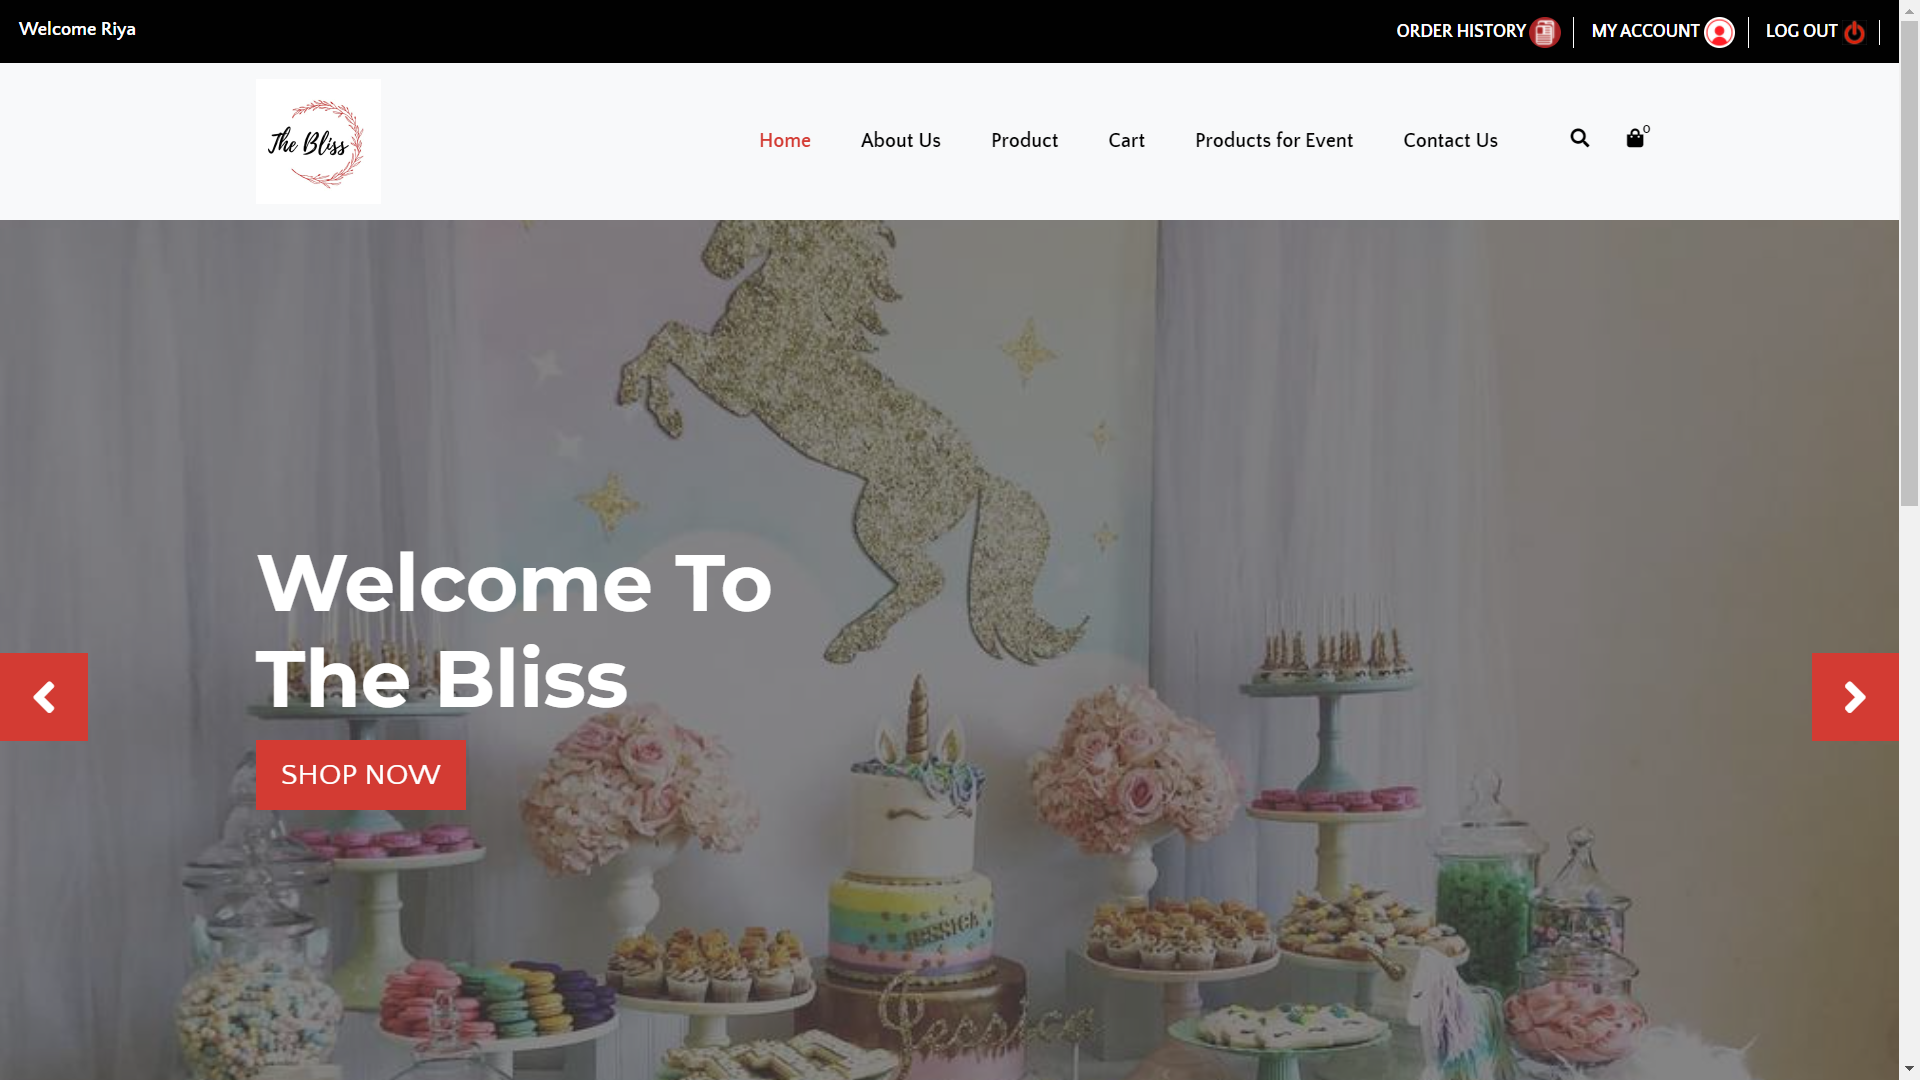 Welcome Riya
ORDER HISTORY
MY ACCOUNT
LOG OUT
The Bliss
Home
About Us
Product
Cart
Products for Event
Contact Us
0
Welcome To
The Bliss
SHOP NOW
JESSICA
Jessica